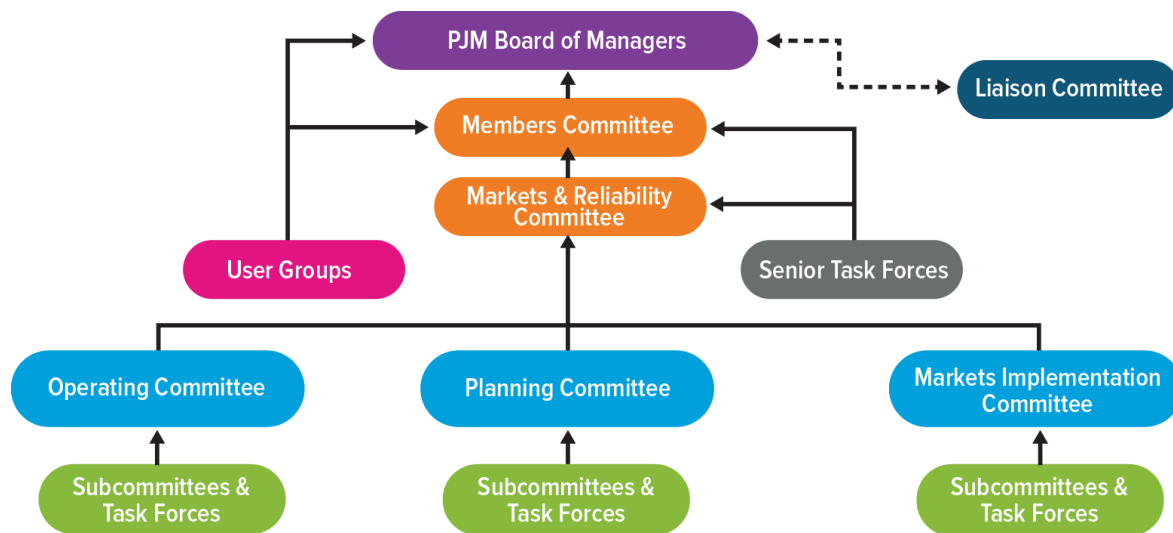 PJM Board of Managers
Liaison Committee
Members Committee
Markets & Reliability
Committee
User Groups
Senior Task Forces
Operating Committee
Planning Committee
Markets Implementation
Committee
Subcommittees &
Task Forces
Subcommittees &
Task Forces
Subcommittees &
Task Forces